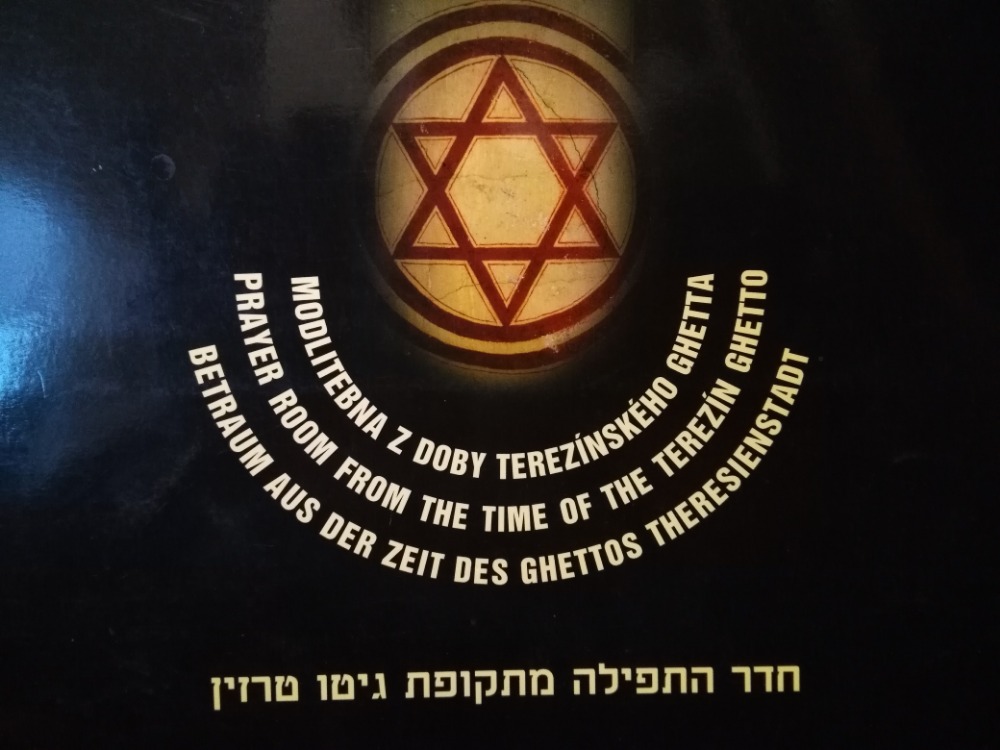 MODLITEBNA Z DOBY TEREZÍNSKÉHO GHETTA
PRAYER ROOM FROM THE TIME OF THE TEREZÍN GHETTO
BETRAUM AUS DER ZEIT DES GHETTOS THERESIENSTADT
חדר התפילה מתקופת גיטו טרזין